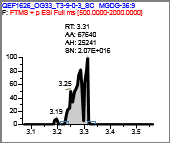 QEF1626_OG33_T3-9-0-3_SC MGDG-36:9
F: FTMS + p ESI Full ms [500.0000-2000.0000]
RT: 3.31
AA: 67640
AH: 25241
SN: 2.07E+016
100
80
60
40
20
0
3.25
3.19
3.1 3.2 3.3 3.4 3.5